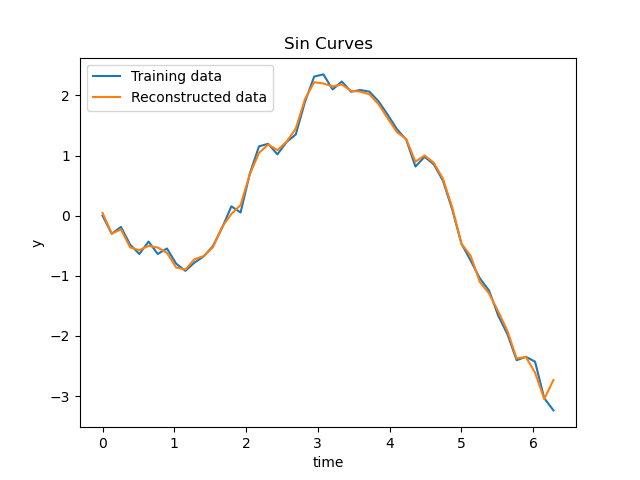 Sin Curves
Training data
Reconstructed data
2
1
0
−1
−2
−3
y
0 1 2 3 4 5 6
time